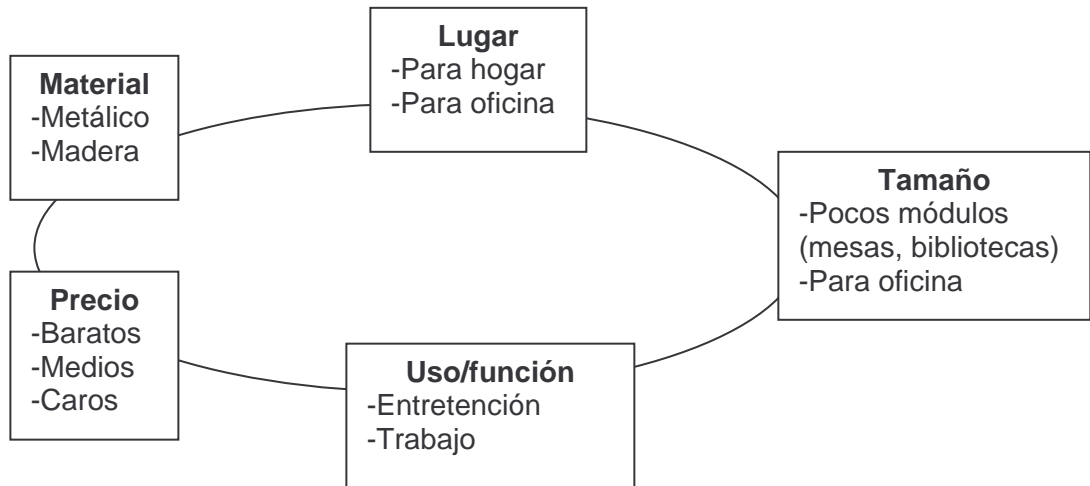 Lugar
-Para hogar
-Para oficina
Material
-Metálico
-Madera
Tamaño
-Pocos módulos
(mesas, bibliotecas)
-Para oficina
Precio
-Baratos
-Medios
-Caros
Uso/función
-Entretención
-Trabajo